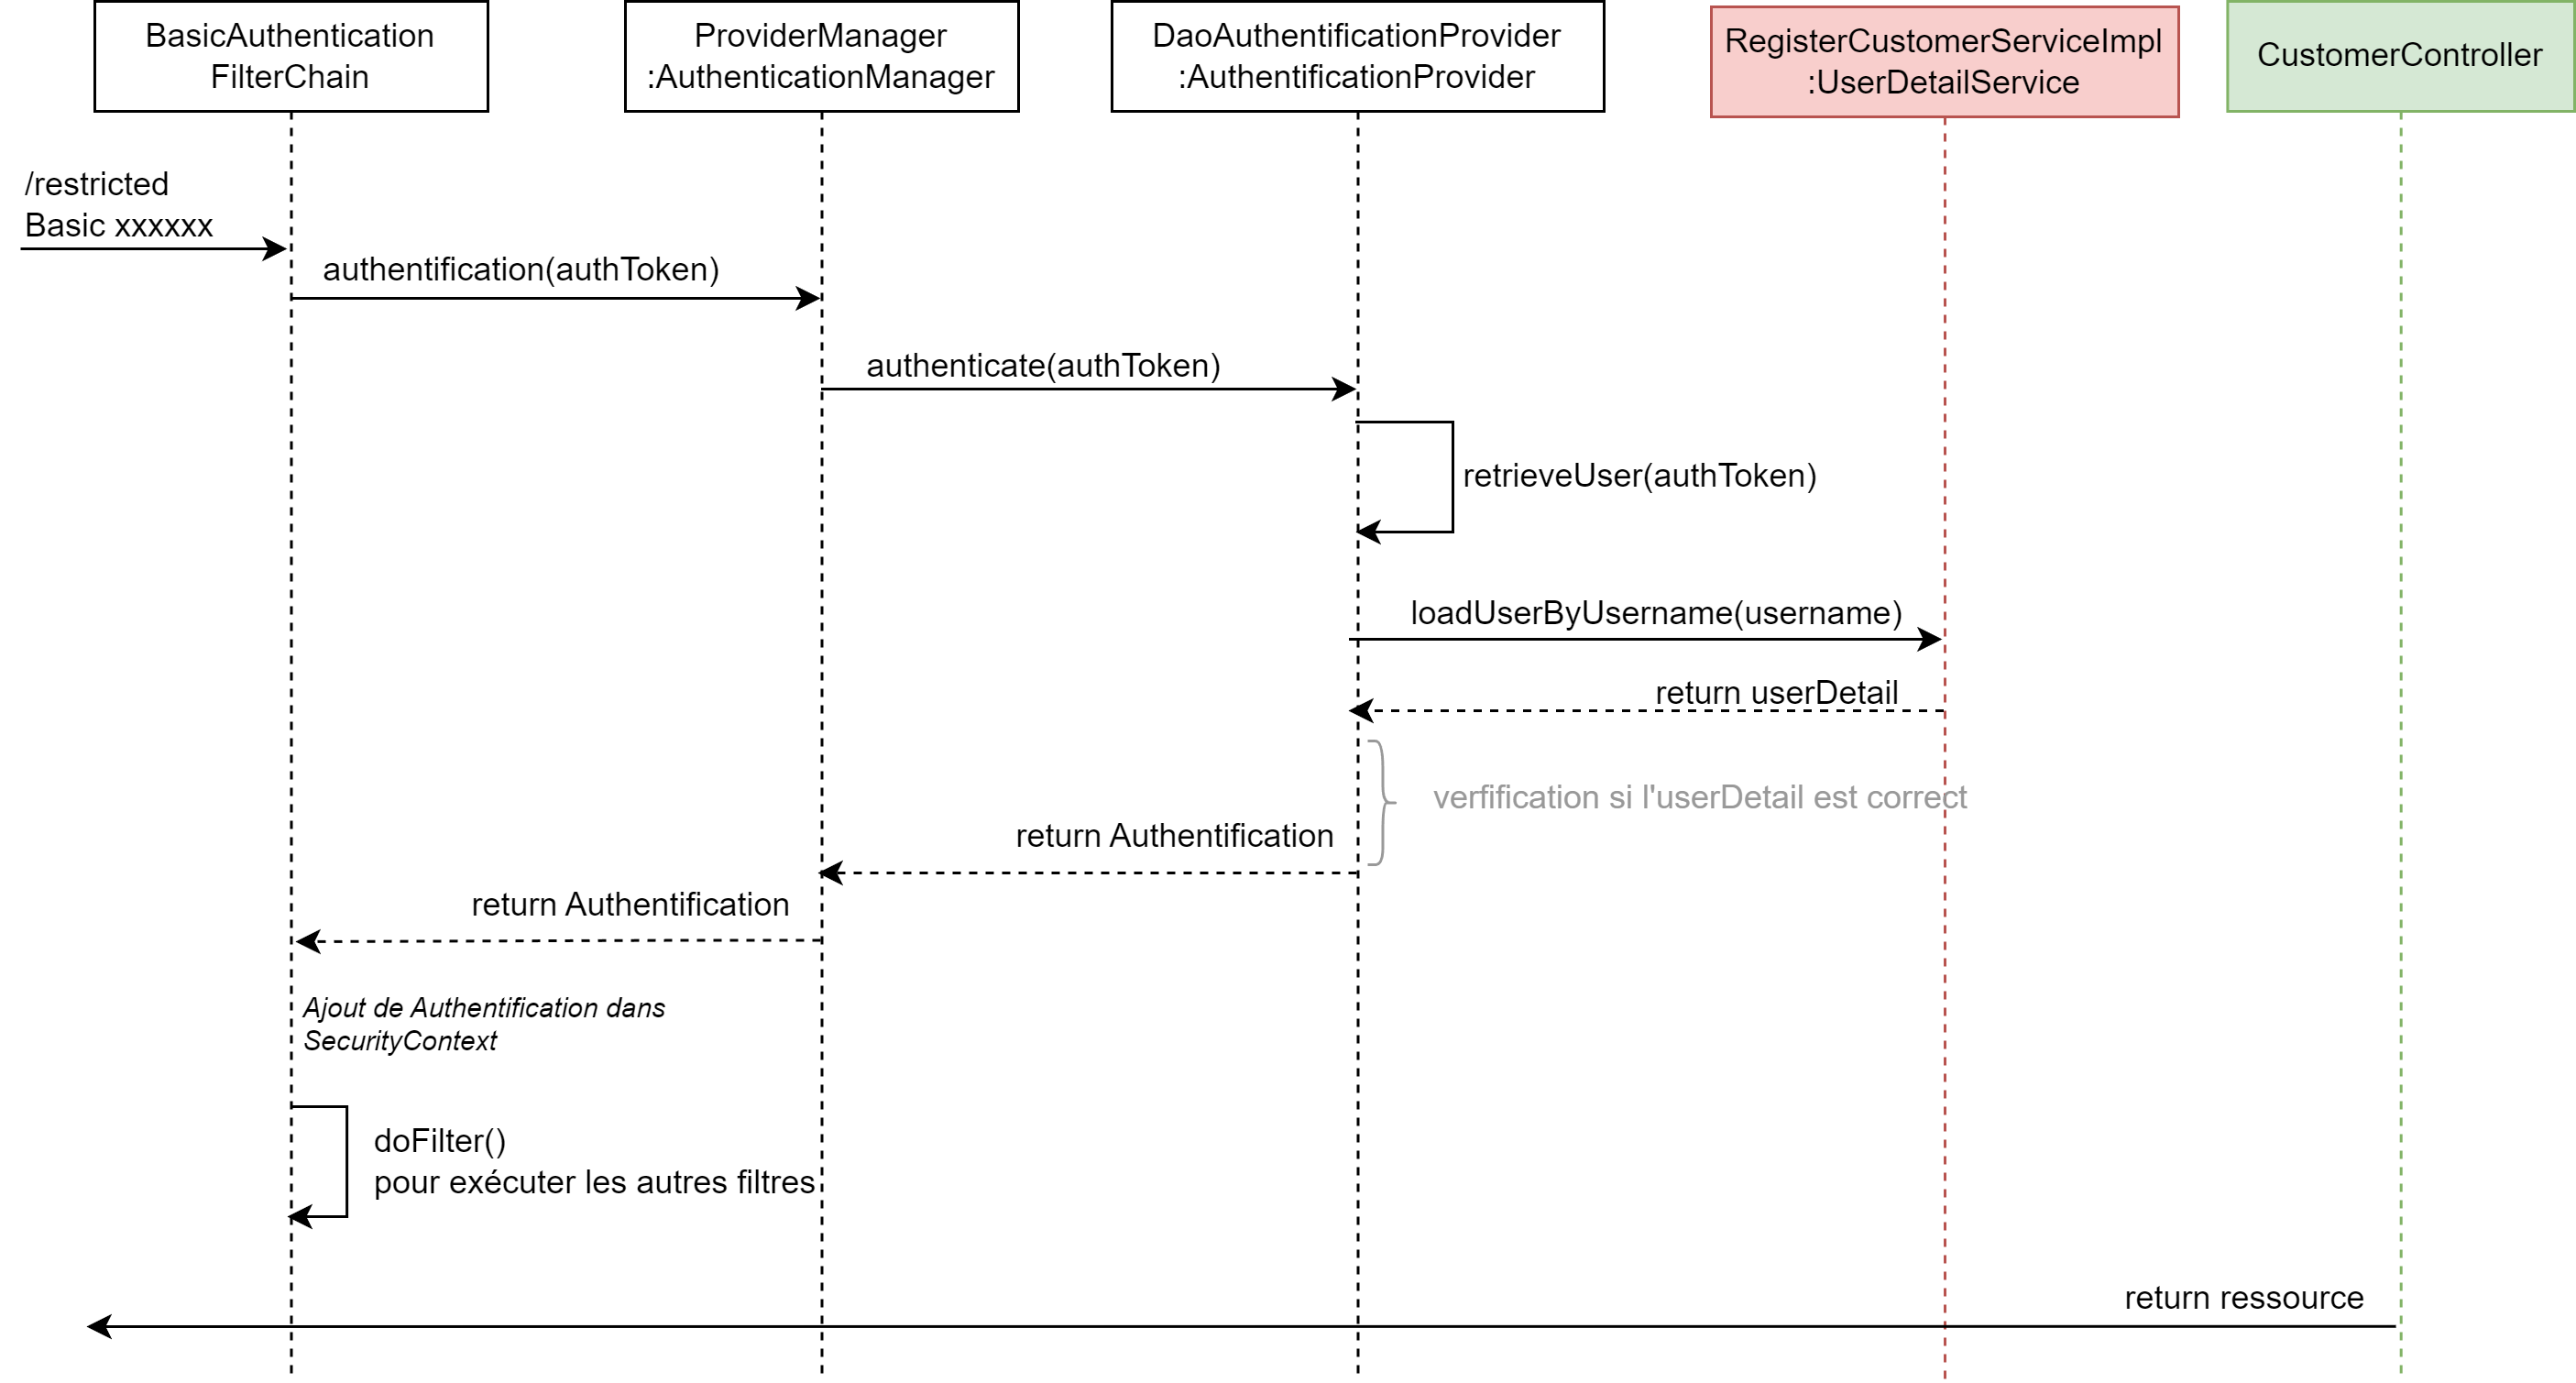 BasicAuthentication
FilterChain
ProviderManager
:AuthenticationManager
DaoAuthentificationProvider
:AuthentificationProvider
RegisterCustomerServiceImpl
:UserDetailService
CustomerController
/restricted
Basic xxxxxx
authentification(authToken)
authenticate(authToken)
retrieveUser(authToken)
loadUserByUsername(username)
return userDetail
verfification si l'userDetail est correct
return Authentification
return Authentification
Ajout de Authentification dans
SecurityContext
doFilter()
pour exécuter les autres filtres
return ressource